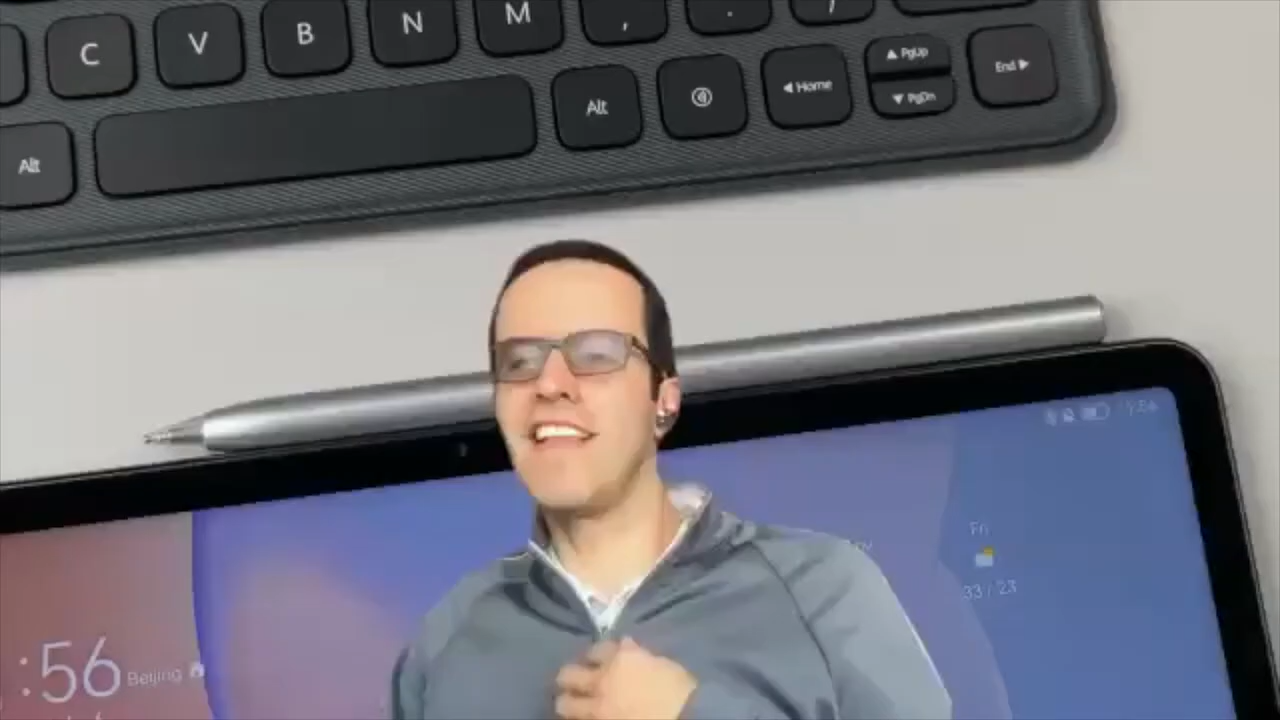 C V B N M , . /
Alt Alt ◀ Home ▲ PgUp ▼ PgDn End ▶
Fri
33 / 23
:56 Beijing